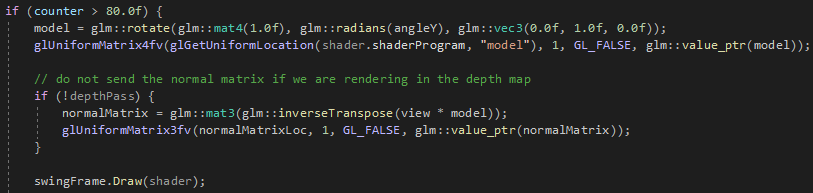 if (counter > 80.0f) {
model = glm::rotate(glm::mat4(1.0f), glm::radians(angleY), glm::vec3(0.0f, 1.0f, 0.0f));
glUniformMatrix4fv(glGetUniformLocation(shader.shaderProgram, "model"), 1, GL_FALSE, glm::value_ptr(model));
// do not send the normal matrix if we are rendering in the depth map
if (!depthPass) {
normalMatrix = glm::mat3(glm::inverseTranspose(view * model));
glUniformMatrix3fv(normalMatrixLoc, 1, GL_FALSE, glm::value_ptr(normalMatrix));
}
swingFrame.Draw(shader);